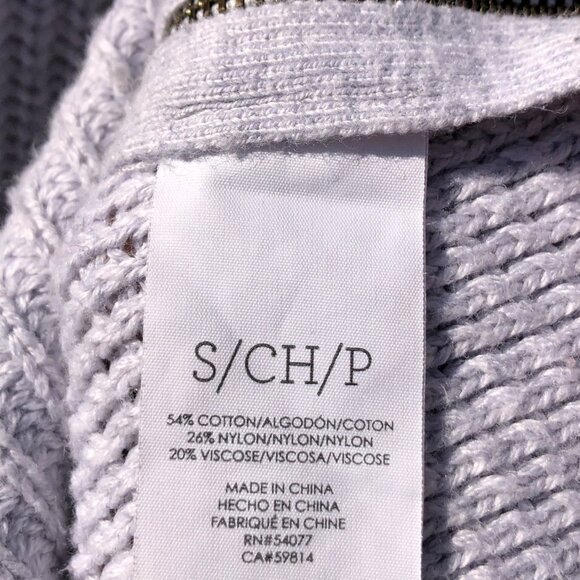 S/CH/P
54% COTTON/ALGODÓN/COTON
26% NYLON/NYLON/NYLON
20% VISCOSE/VISCOSA/VISCOSE
MADE IN CHINA
HECHO EN CHINA
FABRIQUÉ EN CHINE
RN#54077
CA#59814